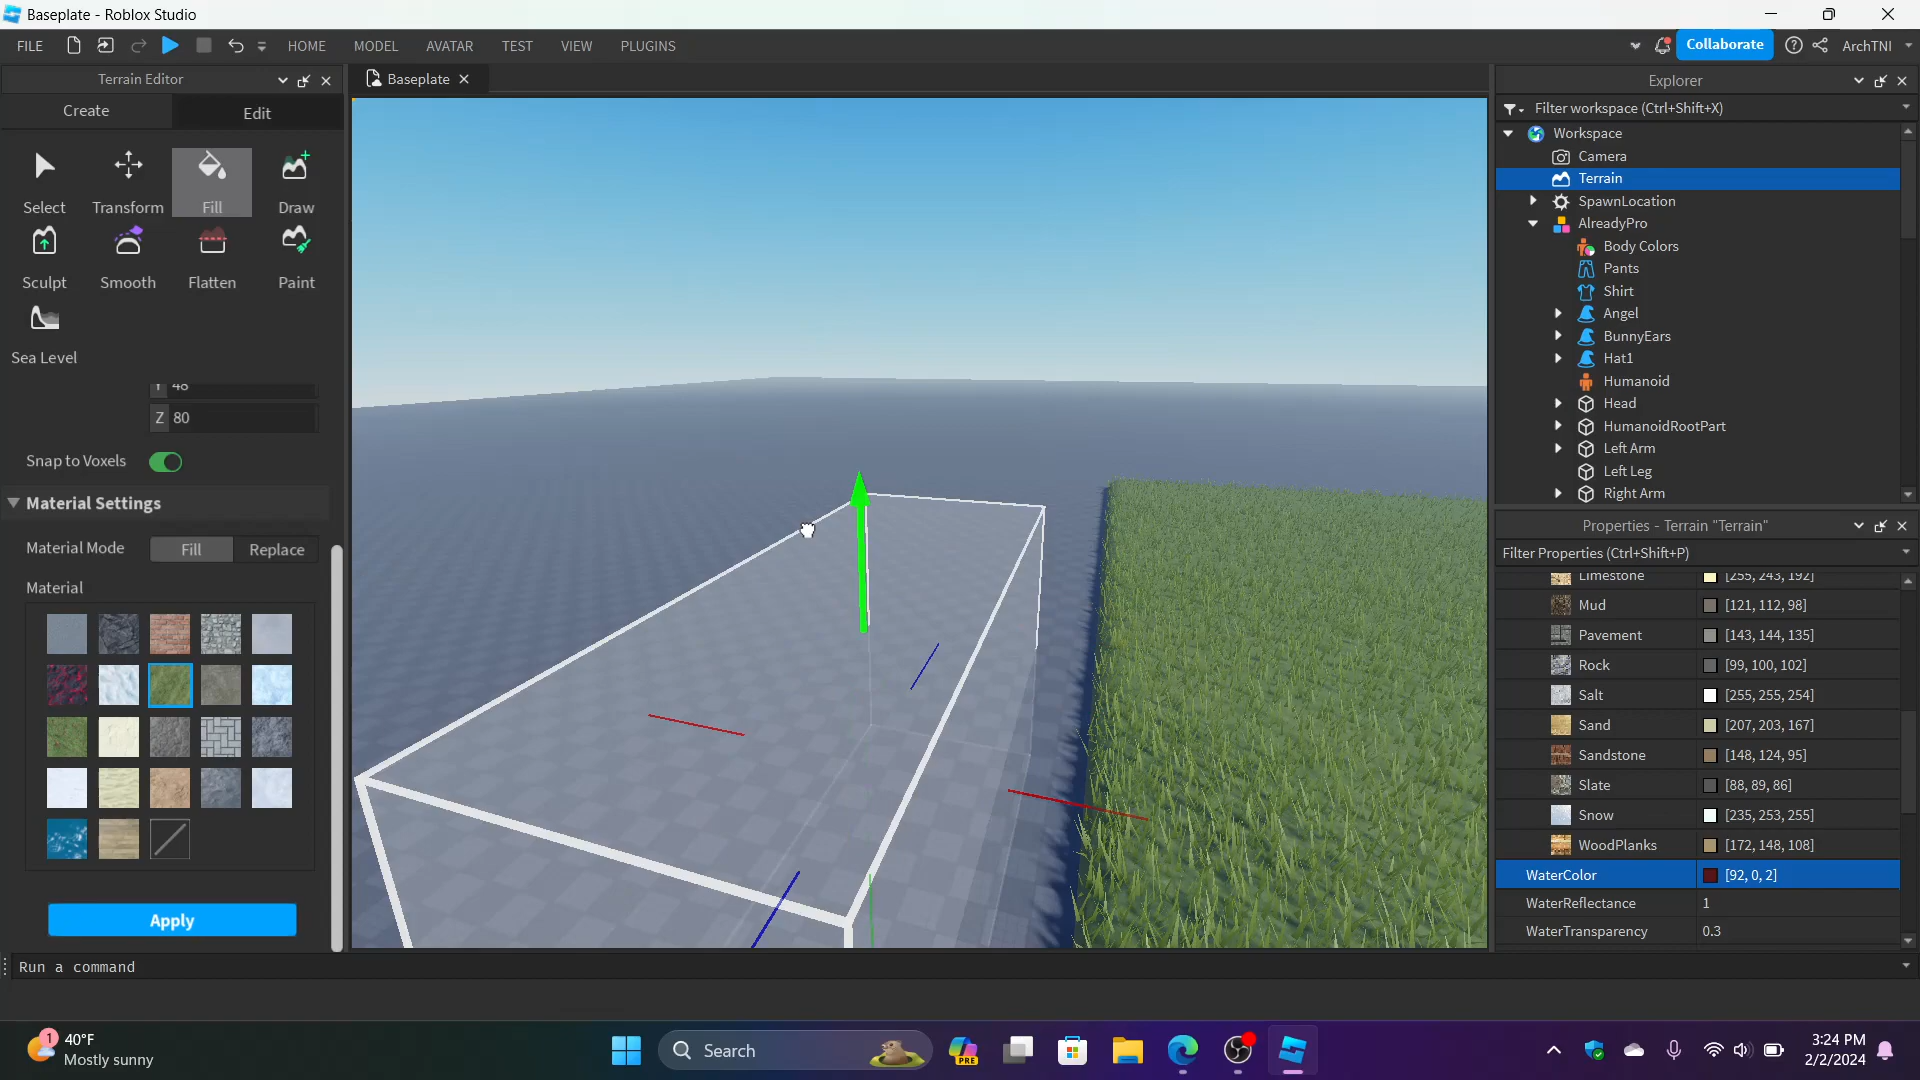 Baseplate - Roblox Studio
FILE HOME MODEL AVATAR TEST VIEW PLUGINS Collaborate ArchTNI
Terrain Editor
Create Edit
Select Transform Fill Draw
Sculpt Smooth Flatten Paint
Sea Level
Y 48
Z 80
Snap to Voxels
Material Settings
Material Mode Fill Replace
Material
Apply
Baseplate
Explorer
Filter workspace (Ctrl+Shift+X)
Workspace
Camera
Terrain
SpawnLocation
AlreadyPro
Body Colors
Pants
Shirt
Angel
BunnyEars
Hat1
Humanoid
Head
HumanoidRootPart
Left Arm
Left Leg
Right Arm
Properties - Terrain "Terrain"
Filter Properties (Ctrl+Shift+P)
Limestone [255, 243, 192]
Mud [121, 112, 98]
Pavement [143, 144, 135]
Rock [99, 100, 102]
Salt [255, 255, 254]
Sand [207, 203, 167]
Sandstone [148, 124, 95]
Slate [88, 89, 86]
Snow [235, 253, 255]
WoodPlanks [172, 148, 108]
WaterColor [92, 0, 2]
WaterReflectance 1
WaterTransparency 0.3
Run a command
1
40°F
Mostly sunny
Search
PRE
3:24 PM
2/2/2024